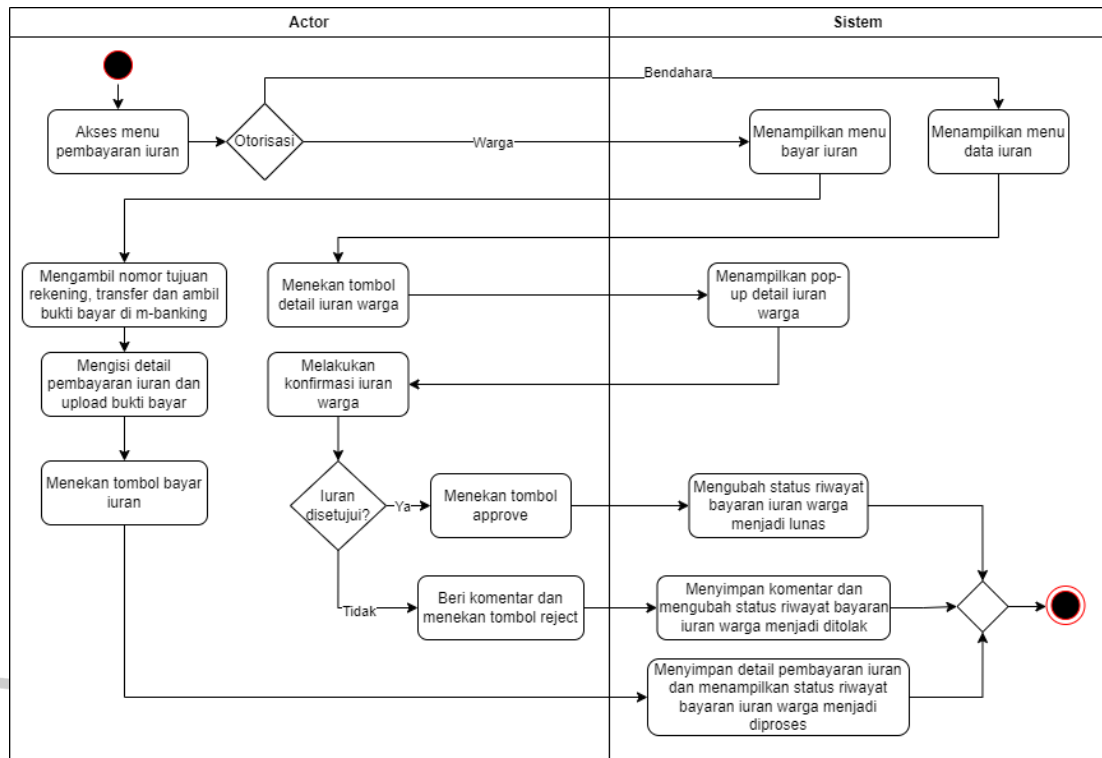 Actor
Sistem
Bendahara
Akses menu
pembayaran iuran
Otorisasi
Warga
Menampilkan menu
bayar iuran
Menampilkan menu
data iuran
Mengambil nomor tujuan
rekening, transfer dan ambil
bukti bayar di m-banking
Menekan tombol
detail iuran warga
Menampilkan pop-
up detail iuran
warga
Mengisi detail
pembayaran iuran dan
upload bukti bayar
Melakukan
konfirmasi iuran
warga
Menekan tombol bayar
iuran
Iuran
disetujui?
Ya
Menekan tombol
approve
Mengubah status riwayat
bayaran iuran warga
menjadi lunas
Tidak
Beri komentar dan
menekan tombol reject
Menyimpan komentar dan
mengubah status riwayat bayaran
iuran warga menjadi ditolak
Menyimpan detail pembayaran iuran
dan menampilkan status riwayat
bayaran iuran warga menjadi
diproses